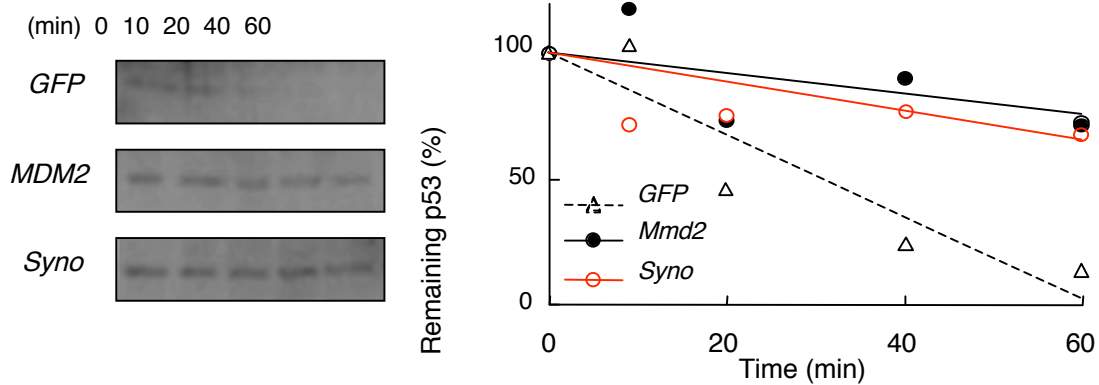 (min) 0 10 20 40 60
GFP
MDM2
Syno
Remaining p53 (%)
100
50
0
GFP
Mmd2
Syno
0 20 40 60
Time (min)